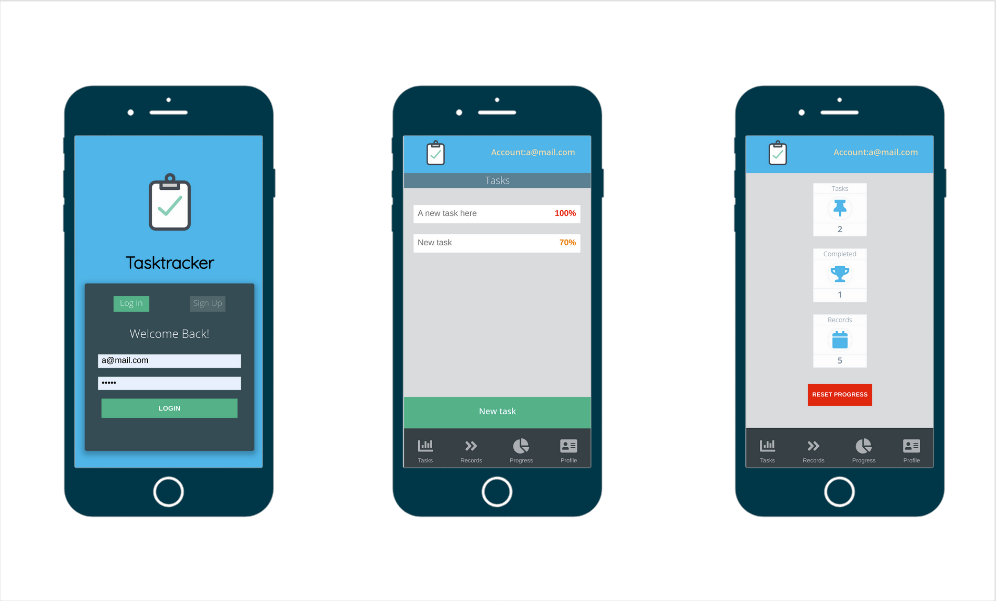 Tasktracker
Log In Sign Up
Welcome Back!
a@mail.com
•••••
LOGIN
Account:a@mail.com
Tasks
A new task here 100%
New task 70%
New task
Tasks Records Progress Profile
Account:a@mail.com
Tasks
2
Completed
1
Records
5
RESET PROGRESS
Tasks Records Progress Profile